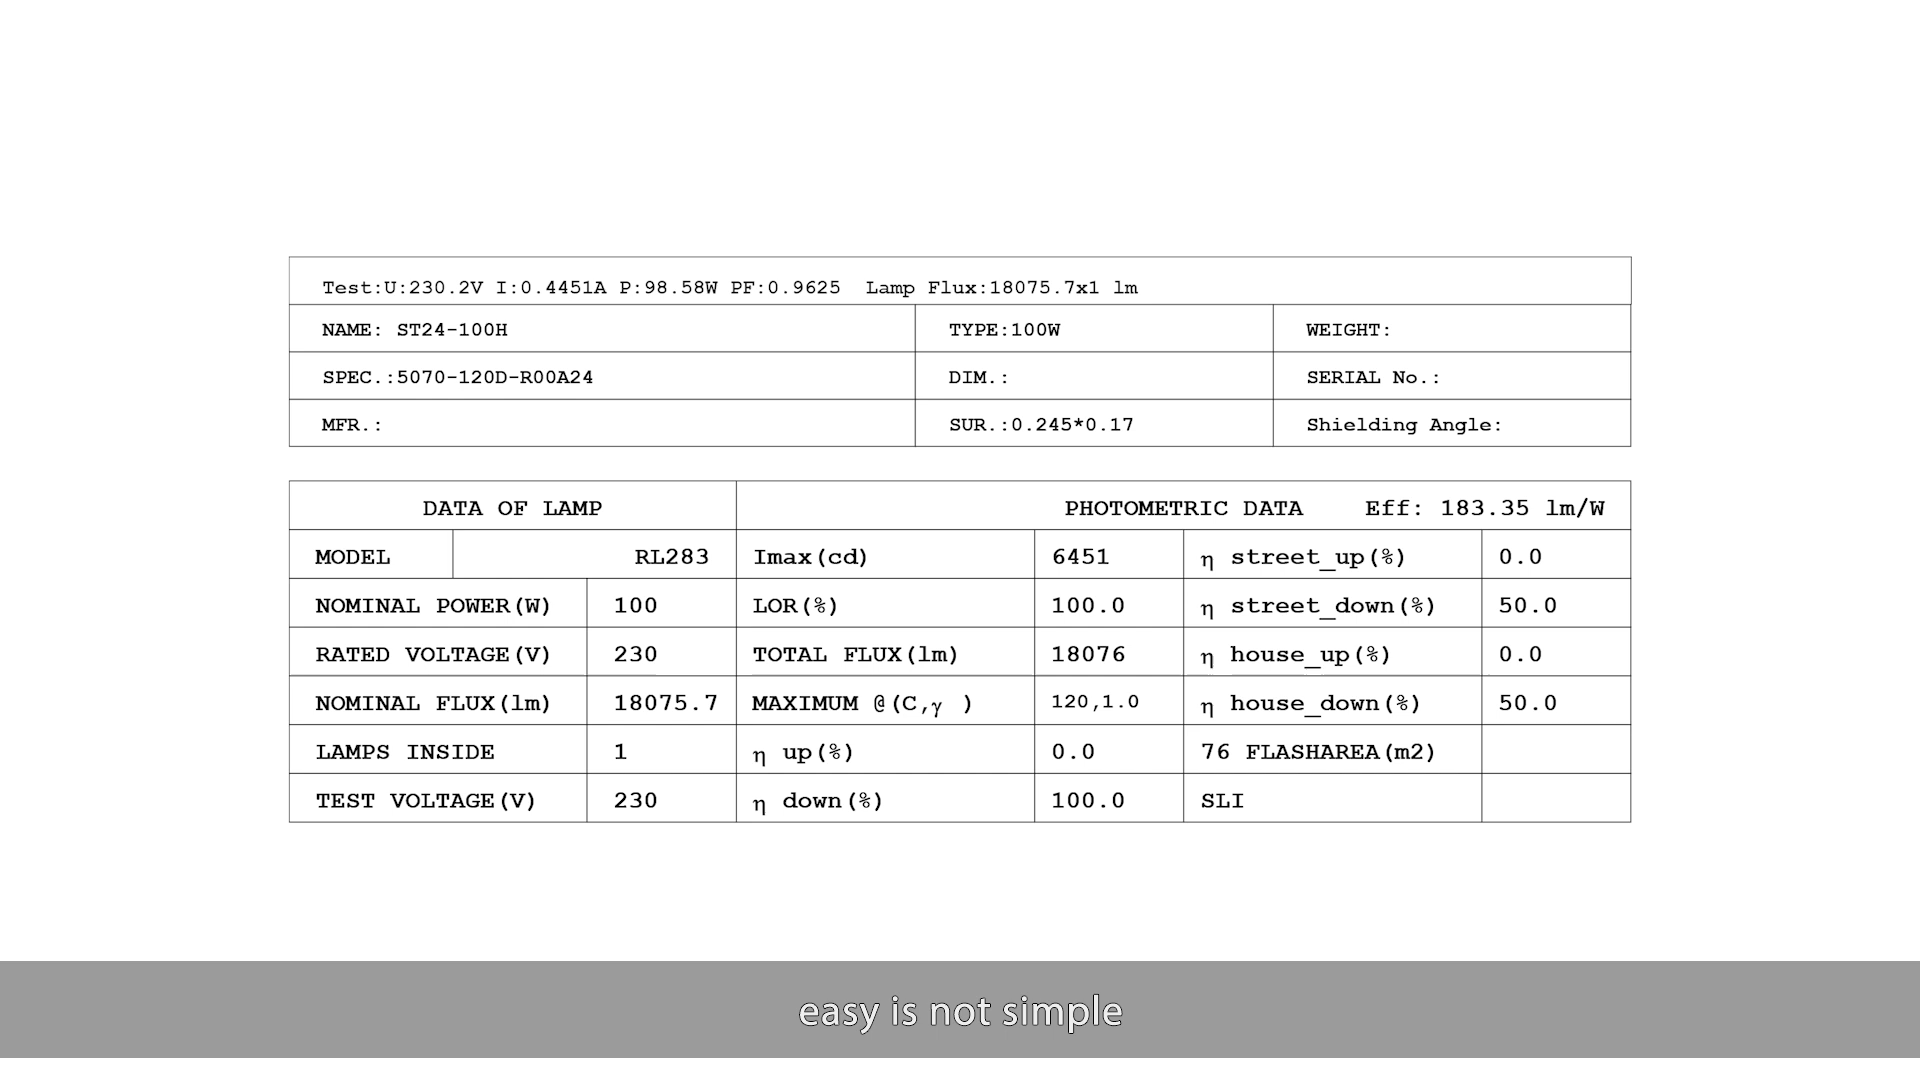 Test:U:230.2V I:0.4451A P:98.58W PF:0.9625 Lamp Flux:18075.7x1 lm
NAME: ST24-100H TYPE:100W WEIGHT:
SPEC.:5070-120D-R00A24 DIM.: SERIAL No.:
MFR.: SUR.:0.245*0.17 Shielding Angle:
DATA OF LAMP PHOTOMETRIC DATA Eff: 183.35 lm/W
MODEL RL283 Imax(cd) 6451 η street_up(%) 0.0
NOMINAL POWER(W) 100 LOR(%) 100.0 η street_down(%) 50.0
RATED VOLTAGE(V) 230 TOTAL FLUX(lm) 18076 η house_up(%) 0.0
NOMINAL FLUX(lm) 18075.7 MAXIMUM @(C,γ ) 120,1.0 η house_down(%) 50.0
LAMPS INSIDE 1 η up(%) 0.0 76 FLASHAREA(m2)
TEST VOLTAGE(V) 230 η down(%) 100.0 SLI
easy is not simple